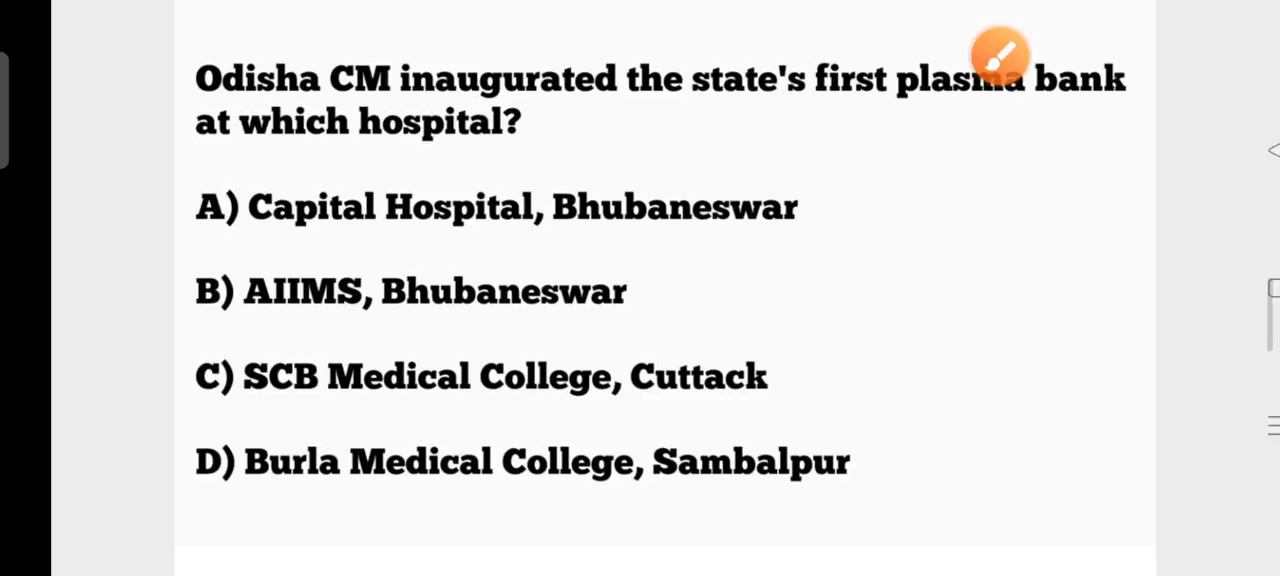 Odisha CM inaugurated the state's first plasma bank
at which hospital?
A) Capital Hospital, Bhubaneswar
B) AIIMS, Bhubaneswar
C) SCB Medical College, Cuttack
D) Burla Medical College, Sambalpur